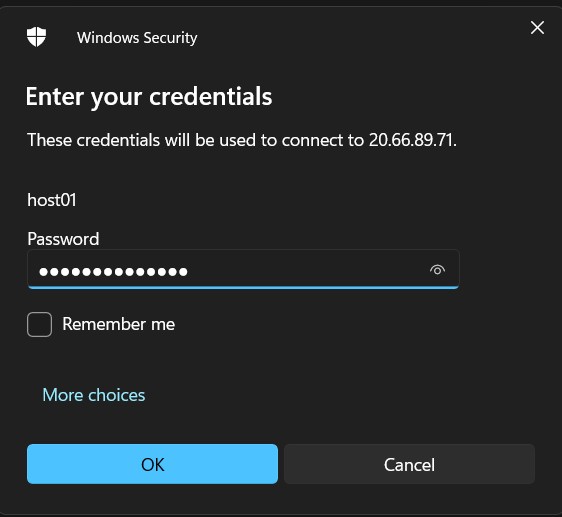 Windows Security
Enter your credentials
These credentials will be used to connect to 20.66.89.71.
host01
Password
●●●●●●●●●●●●●●
Remember me
More choices
OK
Cancel